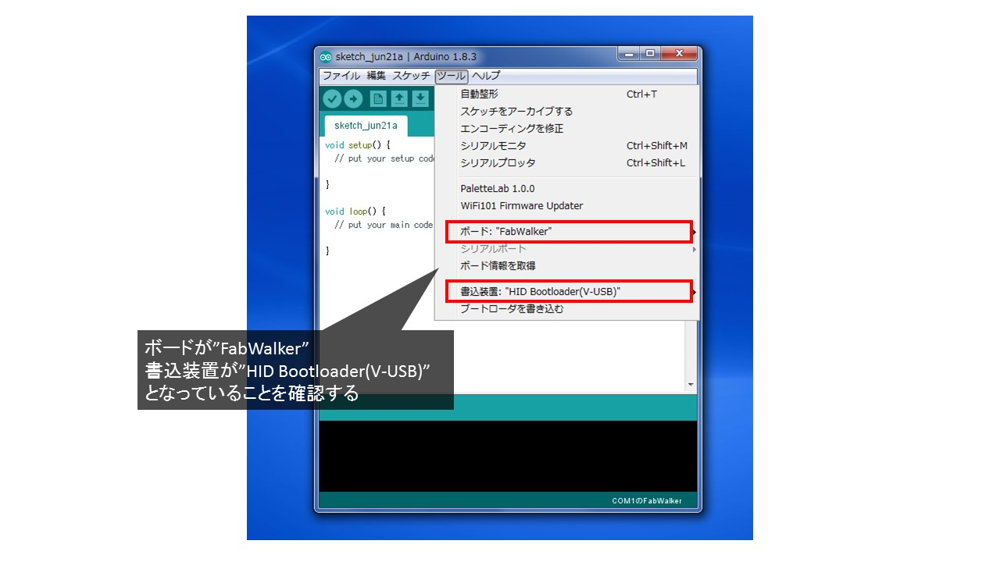 sketch_jun21a | Arduino 1.8.3
ファイル 編集 スケッチ ツール ヘルプ
自動整形 Ctrl+T
スケッチをアーカイブする
エンコーディングを修正
シリアルモニタ Ctrl+Shift+M
シリアルプロッタ Ctrl+Shift+L
PaletteLab 1.0.0
WiFi101 Firmware Updater
ボード: "FabWalker"
シリアルポート
ボード情報を取得
書込装置: "HID Bootloader(V-USB)"
ブートローダを書き込む
sketch_jun21a
void setup() {
// put your setup code
}
void loop() {
// put your main code
}
ボードが”FabWalker”
書込装置が”HID Bootloader(V-USB)”
となっていることを確認する
COM1のFabWalker